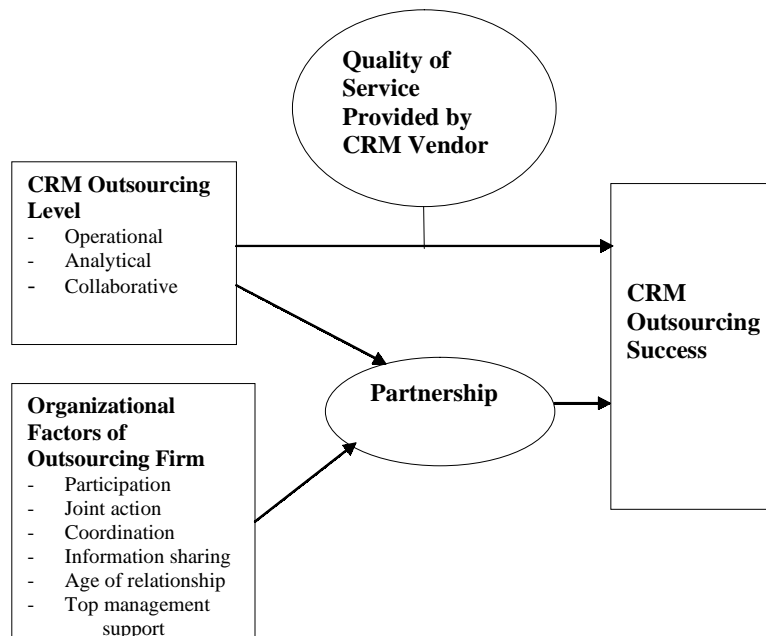 Quality of
Service
Provided by
CRM Vendor
CRM Outsourcing
Level
- Operational
- Analytical
- Collaborative
CRM
Outsourcing
Success
Partnership
Organizational
Factors of
Outsourcing Firm
- Participation
- Joint action
- Coordination
- Information sharing
- Age of relationship
- Top management
support